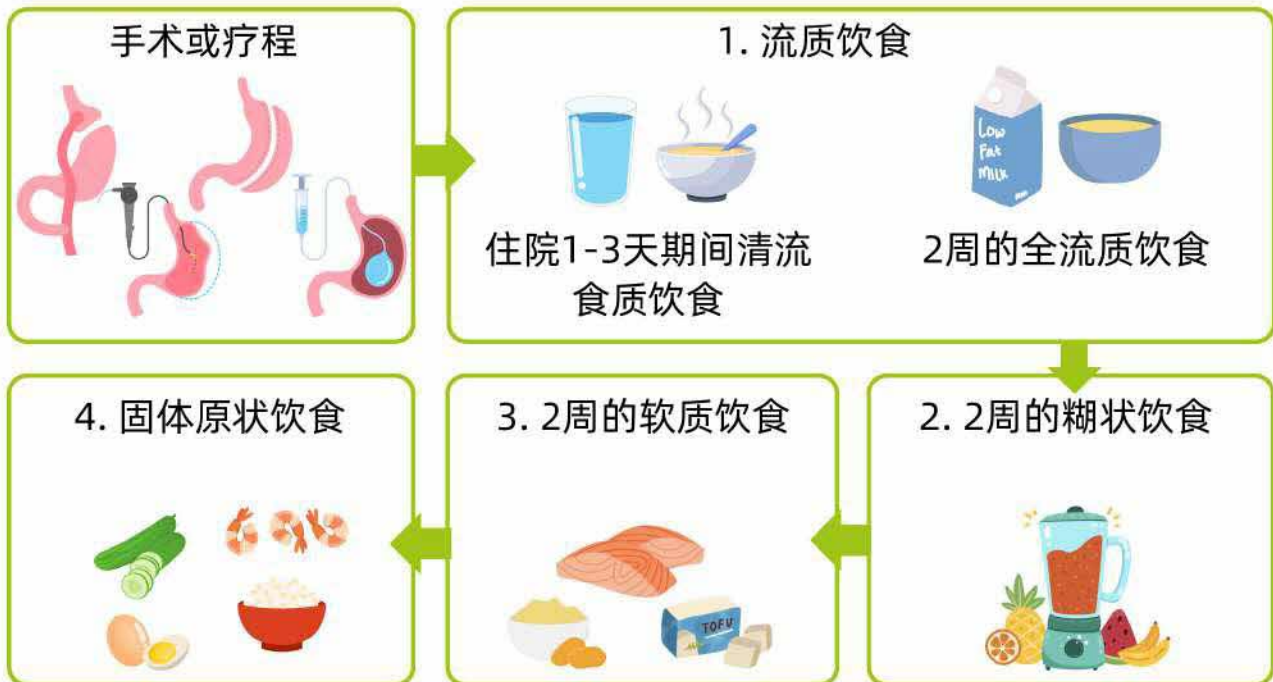 手术或疗程
1. 流质饮食
Low
Fat
Milk
住院1-3天期间清流
食质饮食
2周的全流质饮食
2. 2周的糊状饮食
3. 2周的软质饮食
TOFU
4. 固体原状饮食